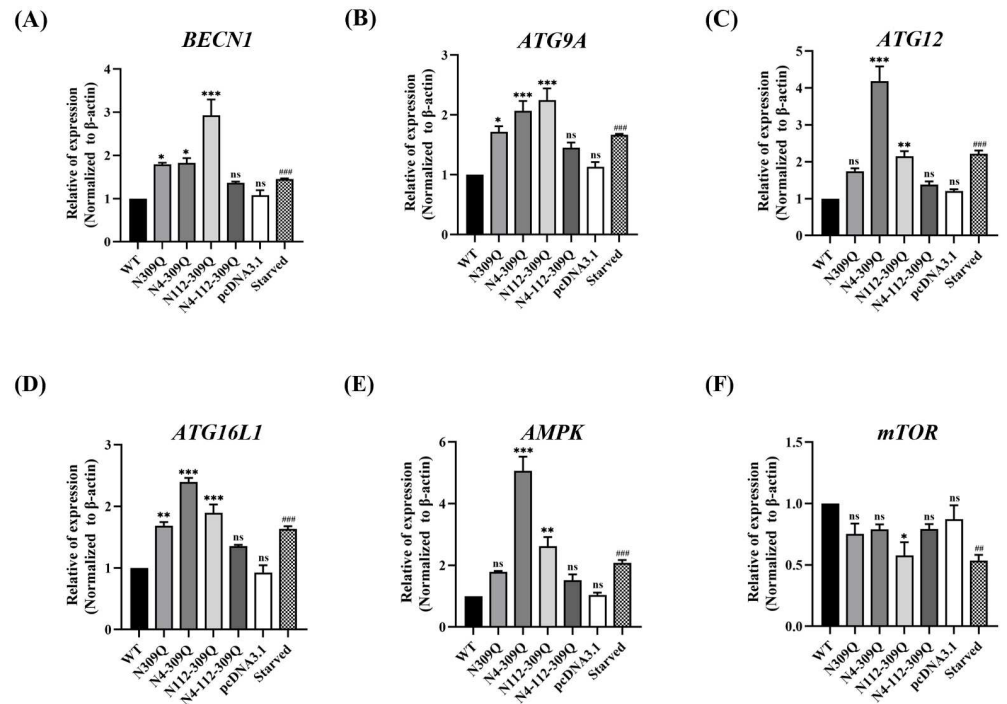 (A)
BECN1
Relative of expression
(Normalized to β-actin)
4
3
2
1
0
*
*
***
ns
ns
###
WT
N309Q
N4-309Q
N112-309Q
N4-112-309Q
pcDNA3.1
Starved
(B)
ATG9A
Relative of expression
(Normalized to β-actin)
3
2
1
0
*
***
***
ns
ns
###
WT
N309Q
N4-309Q
N112-309Q
N4-112-309Q
pcDNA3.1
Starved
(C)
ATG12
Relative of expression
(Normalized to β-actin)
5
4
3
2
1
0
ns
***
**
ns
ns
###
WT
N309Q
N4-309Q
N112-309Q
N4-112-309Q
pcDNA3.1
Starved
(D)
ATG16L1
Relative of expression
(Normalized to β-actin)
3
2
1
0
**
***
***
ns
ns
###
WT
N309Q
N4-309Q
N112-309Q
N4-112-309Q
pcDNA3.1
Starved
(E)
AMPK
Relative of expression
(Normalized to β-actin)
6
4
2
0
ns
***
**
ns
ns
###
WT
N309Q
N4-309Q
N112-309Q
N4-112-309Q
pcDNA3.1
Starved
(F)
mTOR
Relative of expression
(Normalized to β-actin)
1.5
1.0
0.5
0.0
ns
ns
*
ns
ns
##
WT
N309Q
N4-309Q
N112-309Q
N4-112-309Q
pcDNA3.1
Starved